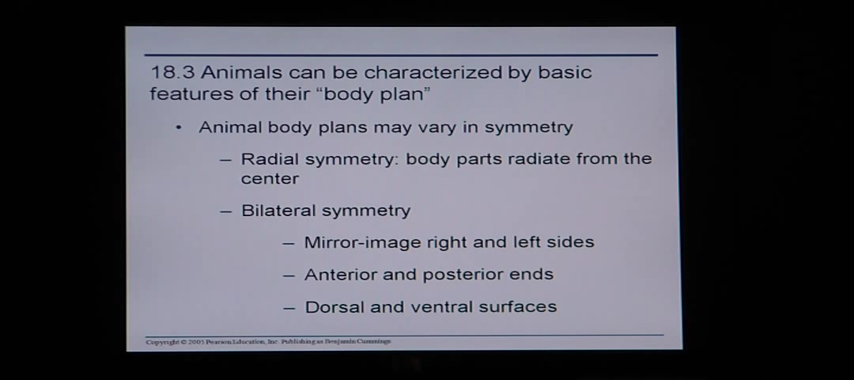 18.3 Animals can be characterized by basic
features of their “body plan”
• Animal body plans may vary in symmetry
– Radial symmetry: body parts radiate from the
center
– Bilateral symmetry
– Mirror-image right and left sides
– Anterior and posterior ends
– Dorsal and ventral surfaces
Copyright © 2005 Pearson Education, Inc. Publishing as Benjamin Cummings